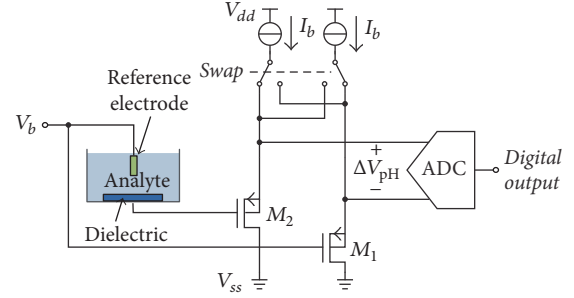 V_dd
I_b
I_b
Swap
Reference
electrode
V_b
Analyte
+
ΔV_pH
−
ADC
Digital
output
M_2
Dielectric
M_1
V_ss